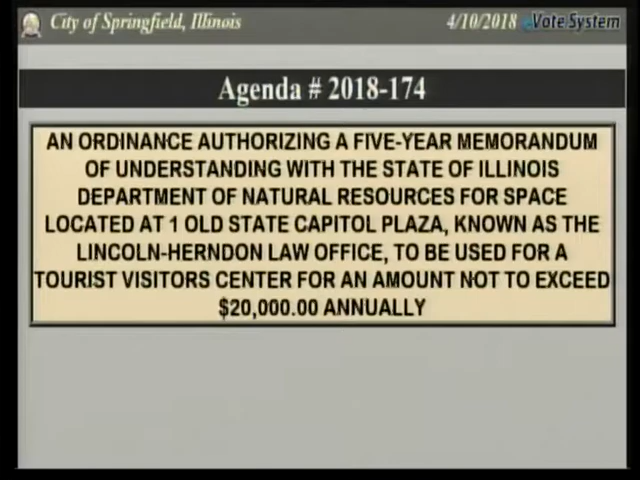 City of Springfield, Illinois 4/10/2018 eVote System
Agenda # 2018-174
AN ORDINANCE AUTHORIZING A FIVE-YEAR MEMORANDUM
OF UNDERSTANDING WITH THE STATE OF ILLINOIS
DEPARTMENT OF NATURAL RESOURCES FOR SPACE
LOCATED AT 1 OLD STATE CAPITOL PLAZA, KNOWN AS THE
LINCOLN-HERNDON LAW OFFICE, TO BE USED FOR A
TOURIST VISITORS CENTER FOR AN AMOUNT NOT TO EXCEED
$20,000.00 ANNUALLY